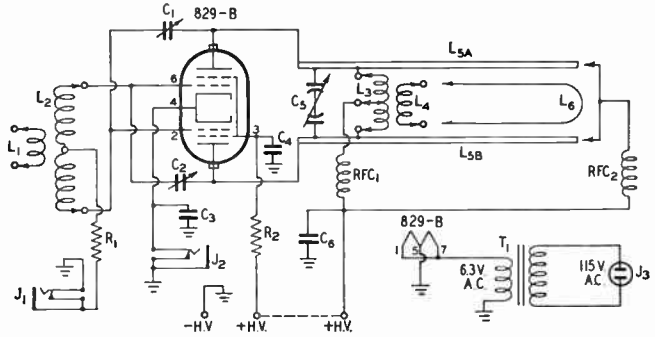 C1 829-B
L5A
L2
6
4
2
3
C5
L3
L4
L6
L1
C2
C4
L5B
RFC1
RFC2
R1
C3
R2
C6
829-B
1 5 7
T1
J1
J2
6.3V.
A.C.
115V.
A.C.
J3
-H.V. +H.V. +H.V.